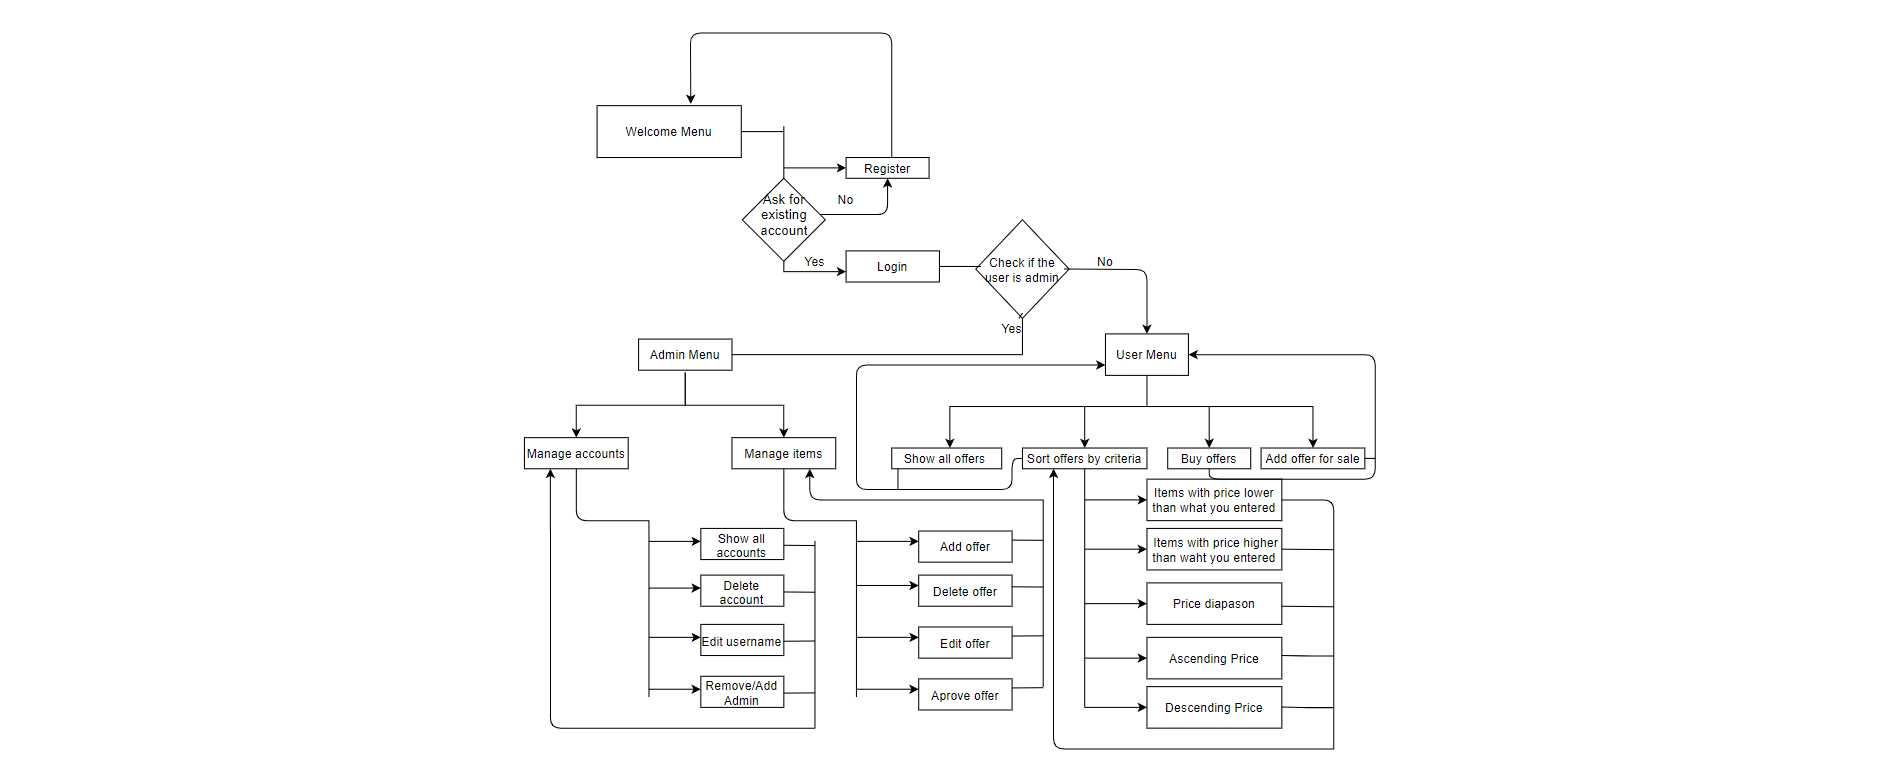 Welcome Menu
Register
Ask for
existing
account
No
Yes
Login
Check if the
user is admin
No
Yes
Admin Menu
User Menu
Manage accounts
Manage items
Show all offers
Sort offers by criteria
Buy offers
Add offer for sale
Items with price lower
than what you entered
Items with price higher
than waht you entered
Price diapason
Ascending Price
Descending Price
Show all
accounts
Delete
account
Edit username
Remove/Add
Admin
Add offer
Delete offer
Edit offer
Aprove offer